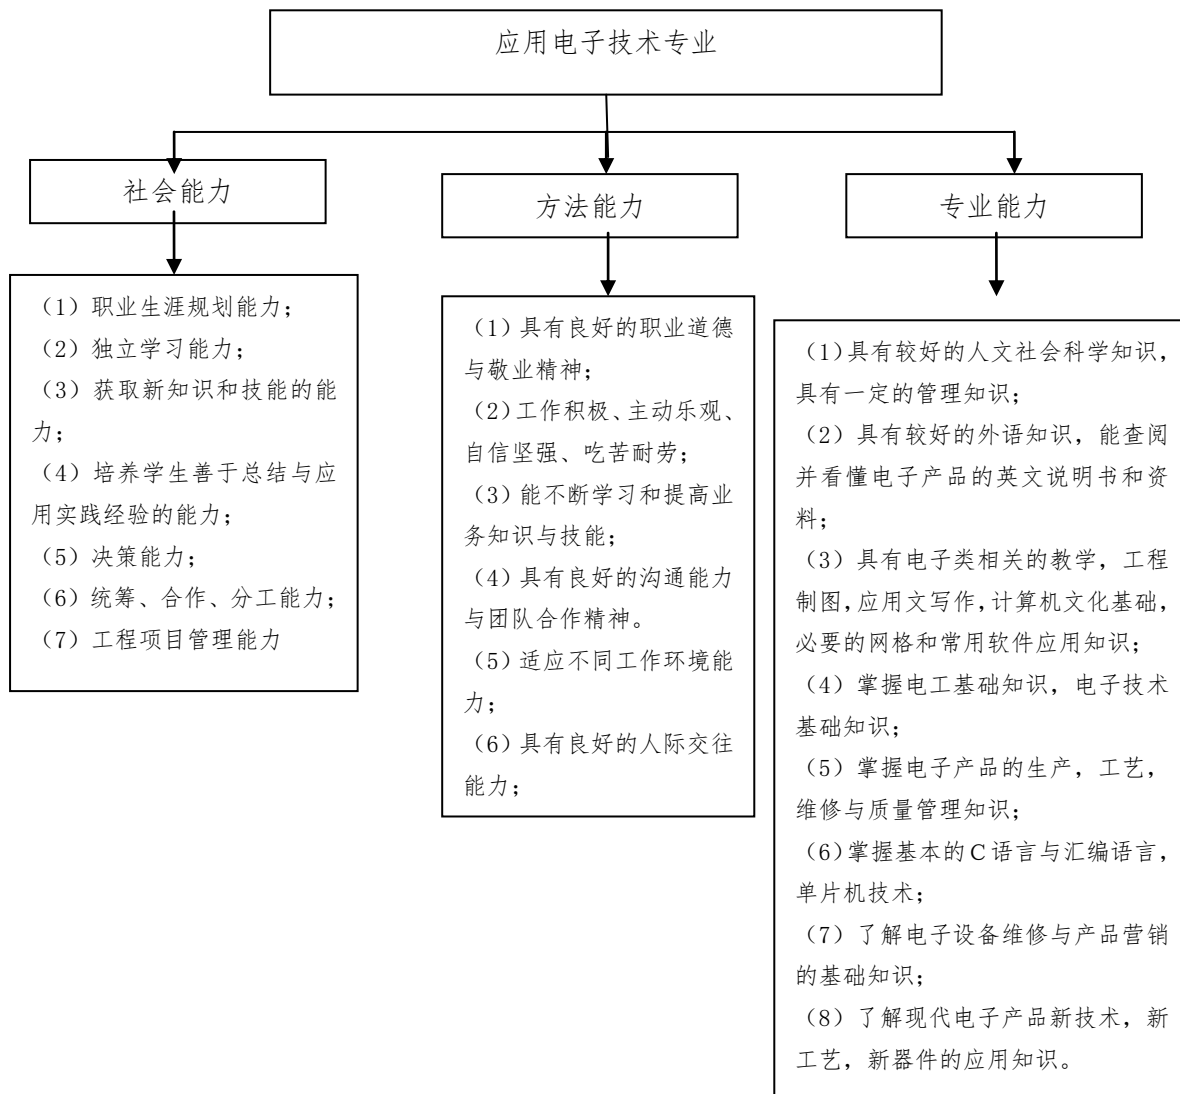 应用电子技术专业
社会能力
方法能力
专业能力
（1）职业生涯规划能力；
（2）独立学习能力；
（3）获取新知识和技能的能
力；
（4）培养学生善于总结与应
用实践经验的能力；
（5）决策能力；
（6）统筹、合作、分工能力；
（7）工程项目管理能力
（1）具有良好的职业道德
与敬业精神；
（2）工作积极、主动乐观、
自信坚强、吃苦耐劳；
（3）能不断学习和提高业
务知识与技能；
（4）具有良好的沟通能力
与团队合作精神。
（5）适应不同工作环境能
力；
（6）具有良好的人际交往
能力；
（1）具有较好的人文社会科学知识，
具有一定的管理知识；
（2）具有较好的外语知识，能查阅
并看懂电子产品的英文说明书和资
料；
（3）具有电子类相关的教学，工程
制图，应用文写作，计算机文化基础，
必要的网格和常用软件应用知识；
（4）掌握电工基础知识，电子技术
基础知识；
（5）掌握电子产品的生产，工艺，
维修与质量管理知识；
（6）掌握基本的C语言与汇编语言，
单片机技术；
（7）了解电子设备维修与产品营销
的基础知识；
（8）了解现代电子产品新技术，新
工艺，新器件的应用知识。